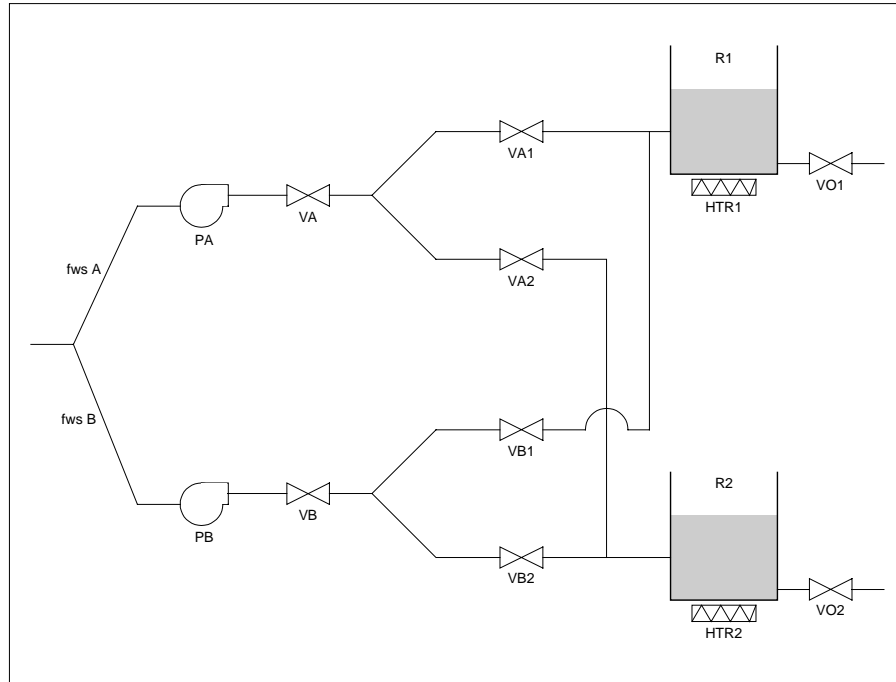 R1
VA1
VO1
HTR1
PA
VA
VA2
fws A
fws B
VB1
R2
PB
VB
VB2
VO2
HTR2